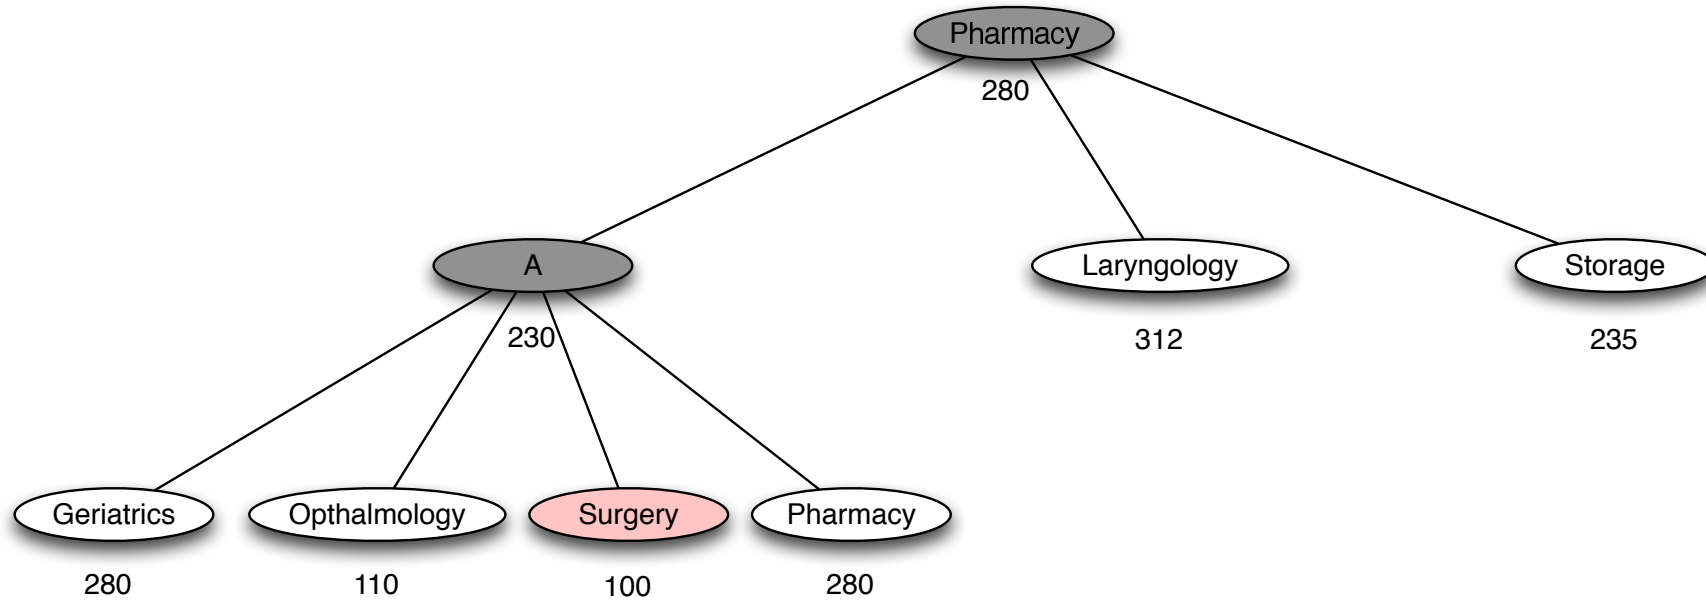 Pharmacy
280
A
Laryngology
Storage
230
312
235
Geriatrics
Opthalmology
Surgery
Pharmacy
280
110
100
280